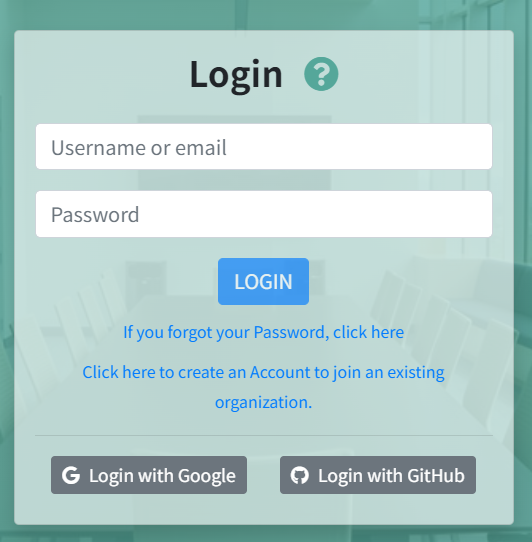 Login ?
Username or email
Password
LOGIN
If you forgot your Password, click here
Click here to create an Account to join an existing
organization.
Login with Google
Login with GitHub